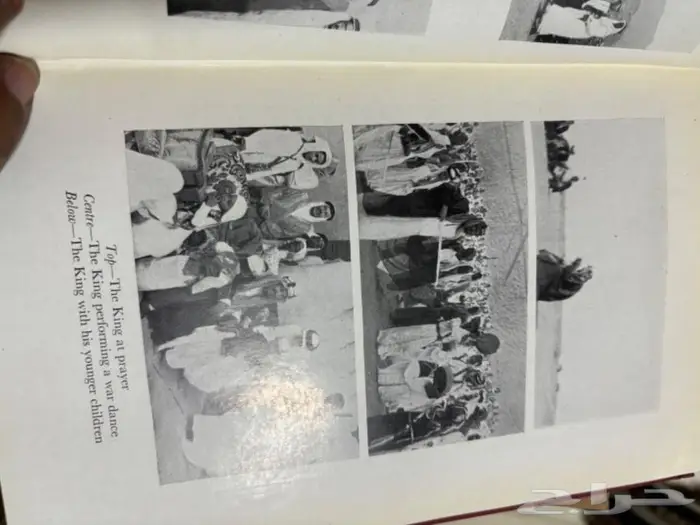 Top—The King at prayer
Centre—The King performing a war dance
Below—The King with his younger children
حراج